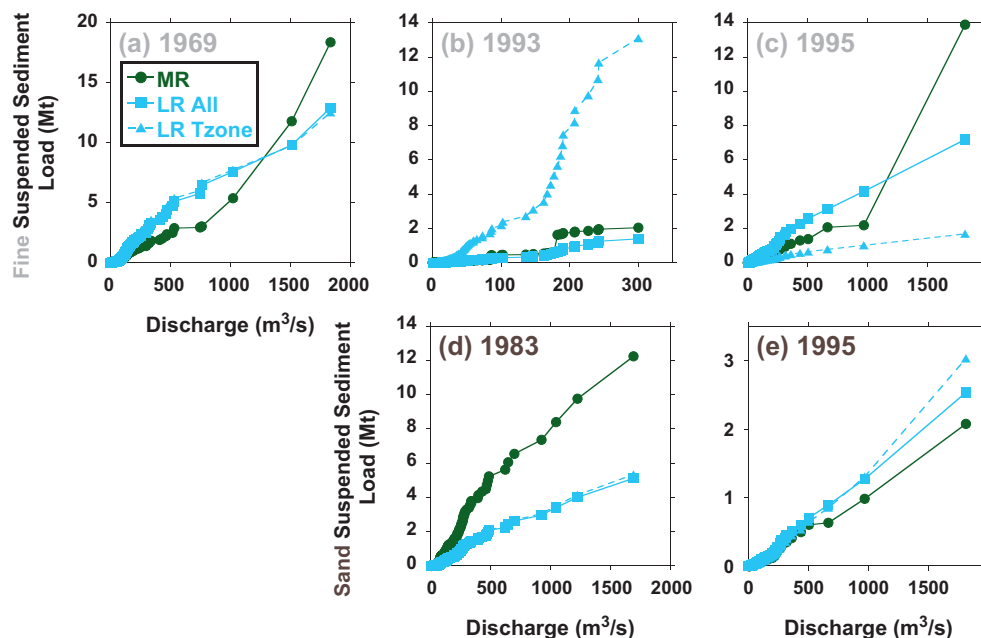 (a) 1969
MR
LR All
LR Tzone
20
15
10
5
0
0 500 1000 1500 2000
Fine Suspended Sediment
Load (Mt)
Discharge (m³/s)
(b) 1993
14
12
10
8
6
4
2
0
0 100 200 300
(c) 1995
14
12
10
8
6
4
2
0
0 500 1000 1500
(d) 1983
14
12
10
8
6
4
2
0
0 500 1000 1500 2000
Sand Suspended Sediment
Load (Mt)
Discharge (m³/s)
(e) 1995
3
2
1
0
0 500 1000 1500
Discharge (m³/s)